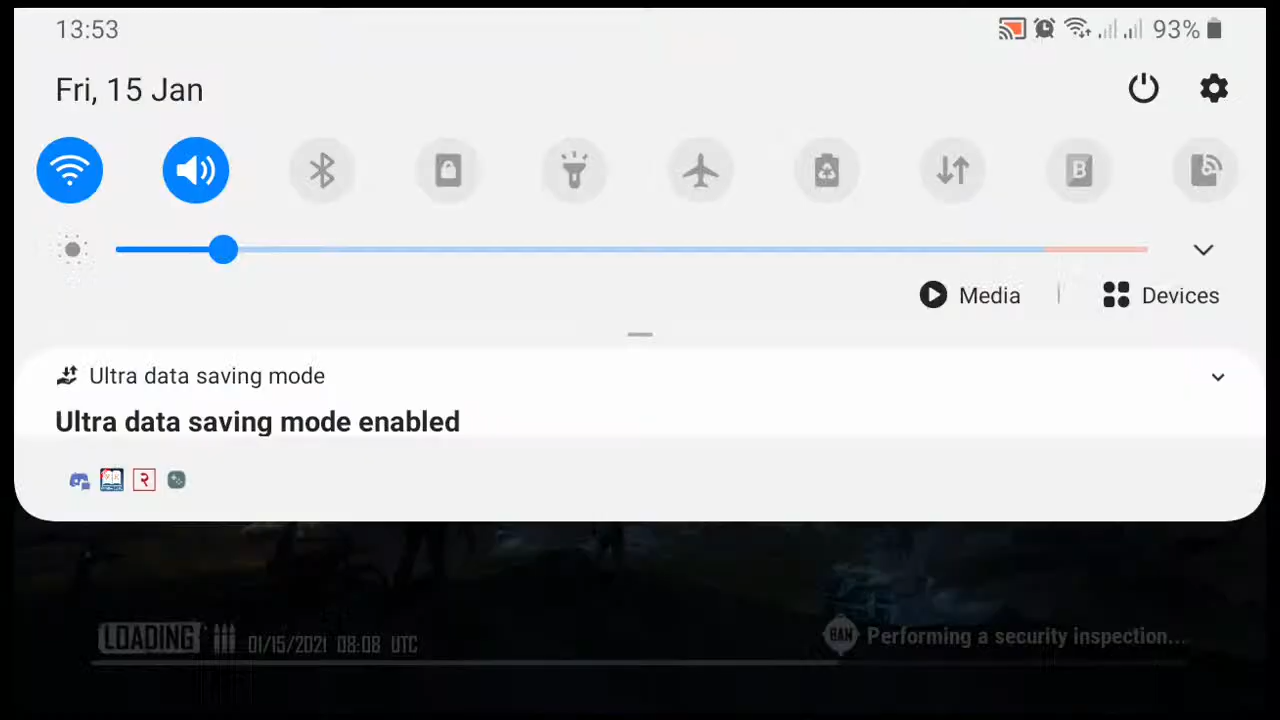 13:53
93%
Fri, 15 Jan
B
Media
Devices
Ultra data saving mode
Ultra data saving mode enabled
LOADING 01/15/2021 08:08 UTC
BAN Performing a security inspection...